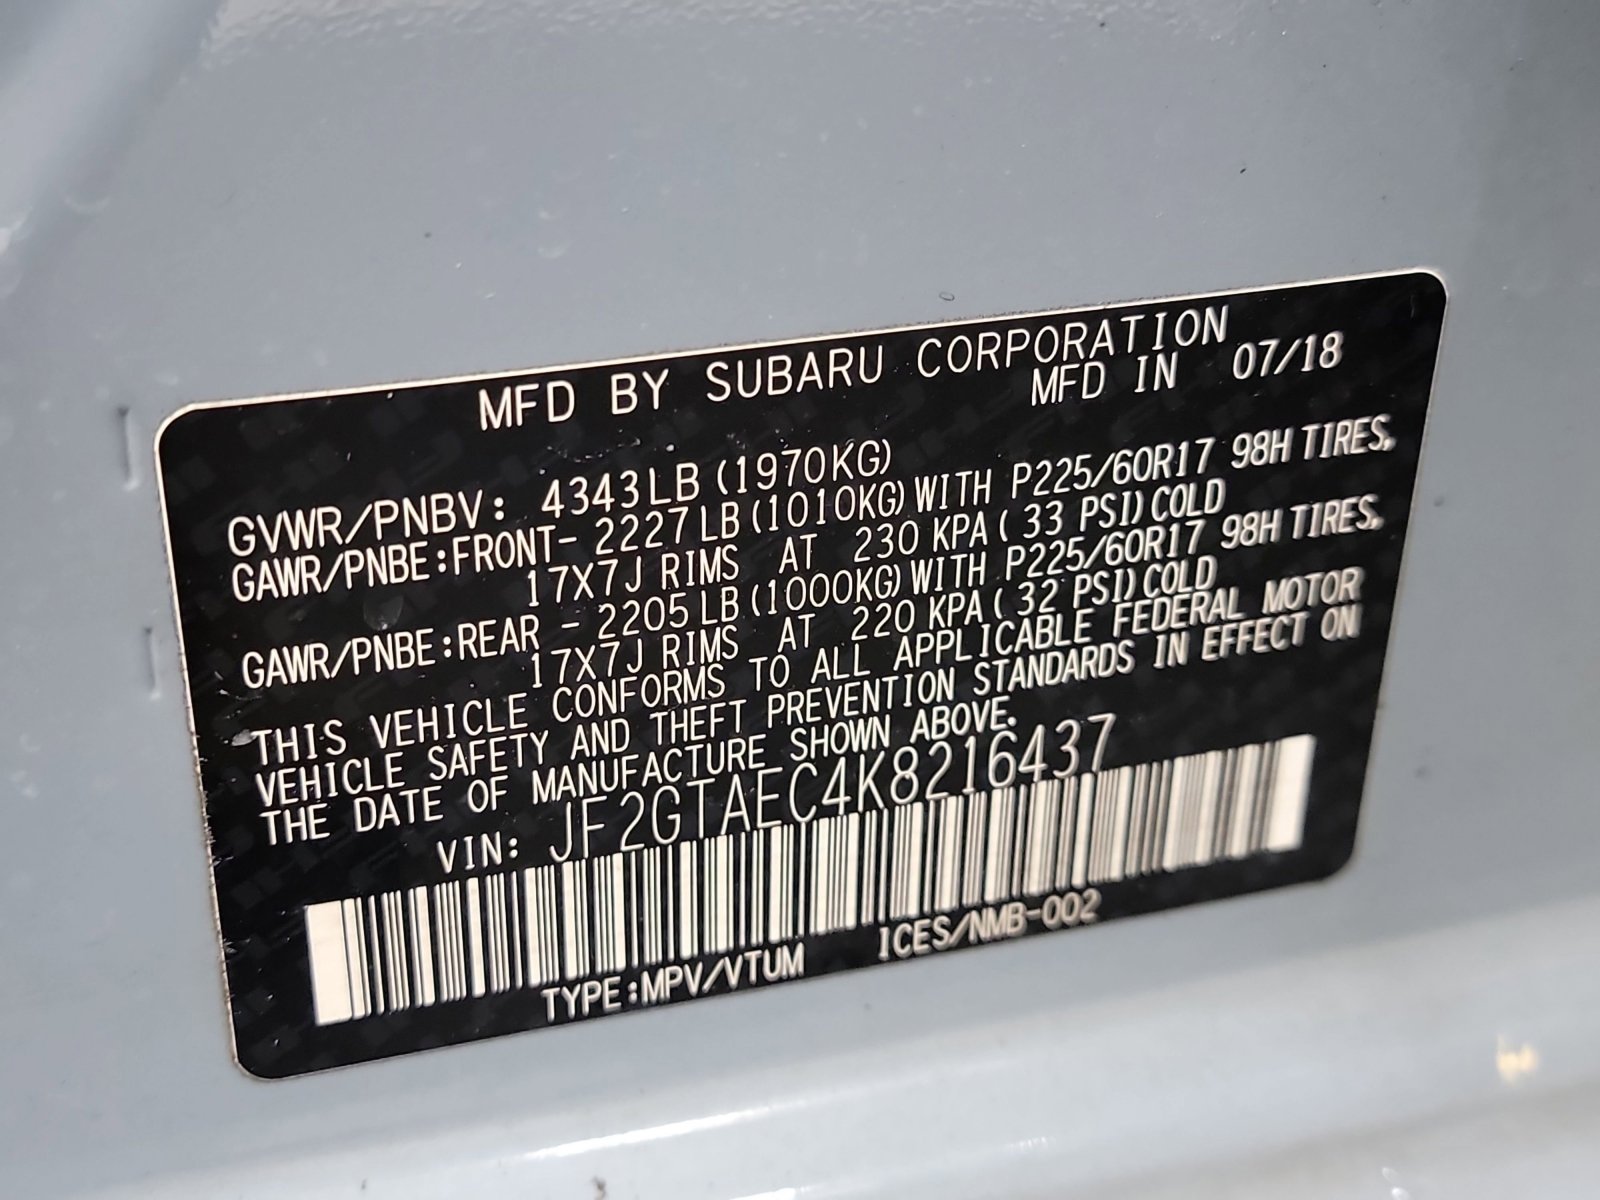 MFD BY SUBARU CORPORATION
MFD IN 07/18
GVWR/PNBV: 4343LB(1970KG)
GAWR/PNBE:FRONT- 2227LB(1010KG)WITH P225/60R17 98H TIRES,
17X7J RIMS AT 230 KPA( 33 PSI)COLD
GAWR/PNBE:REAR - 2205LB(1000KG)WITH P225/60R17 98H TIRES,
17X7J RIMS AT 220 KPA( 32 PSI)COLD
THIS VEHICLE CONFORMS TO ALL APPLICABLE FEDERAL MOTOR
VEHICLE SAFETY AND THEFT PREVENTION STANDARDS IN EFFECT ON
THE DATE OF MANUFACTURE SHOWN ABOVE.
VIN: JF2GTAEC4K8216437
TYPE:MPV/VTUM ICES/NMB-002